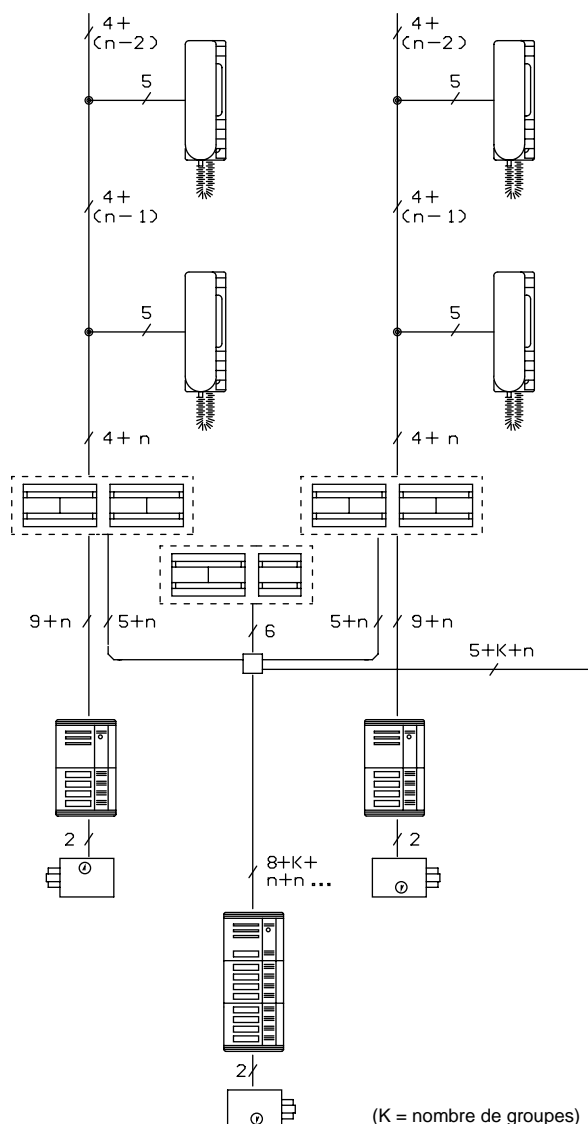 4+
(n-2)
4+
(n-2)
5
5
4+
(n-1)
4+
(n-1)
5
5
4+ n
4+ n
9+n
5+n
6
5+n
9+n
5+K+n
2
2
8+K+
n+n ...
2
(K = nombre de groupes)